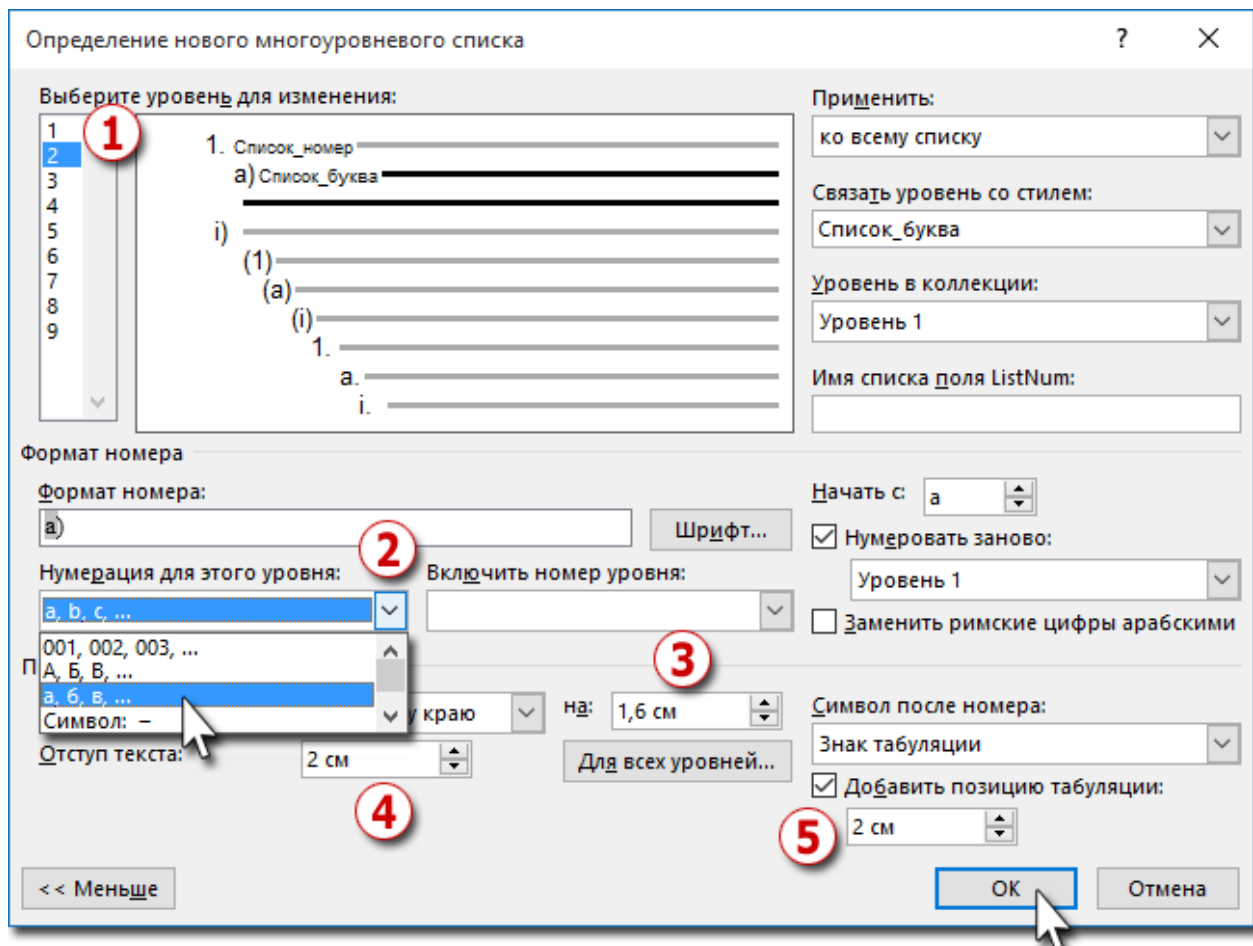 Определение нового многоуровневого списка ? ×
Выберите уровень для изменения:
1
2
3
4
5
6
7
8
9
1
1. Список_номер
а) Список_буква
i)
(1)
(a)
(i)
1.
a.
i.
Применить:
ко всему списку
Связать уровень со стилем:
Список_буква
Уровень в коллекции:
Уровень 1
Имя списка поля ListNum:
Формат номера
Формат номера:
а)
Шрифт...
2
Нумерация для этого уровня:
a, b, c, ...
001, 002, 003, ...
А, Б, В, ...
а, б, в, ...
Символ: –
Включить номер уровня:
Начать с: а
Нумеровать заново:
Уровень 1
Заменить римские цифры арабскими
3
П
у краю
на: 1,6 см
Отступ текста: 2 см
Для всех уровней...
4
Символ после номера:
Знак табуляции
Добавить позицию табуляции:
2 см
5
<< Меньше
ОК
Отмена